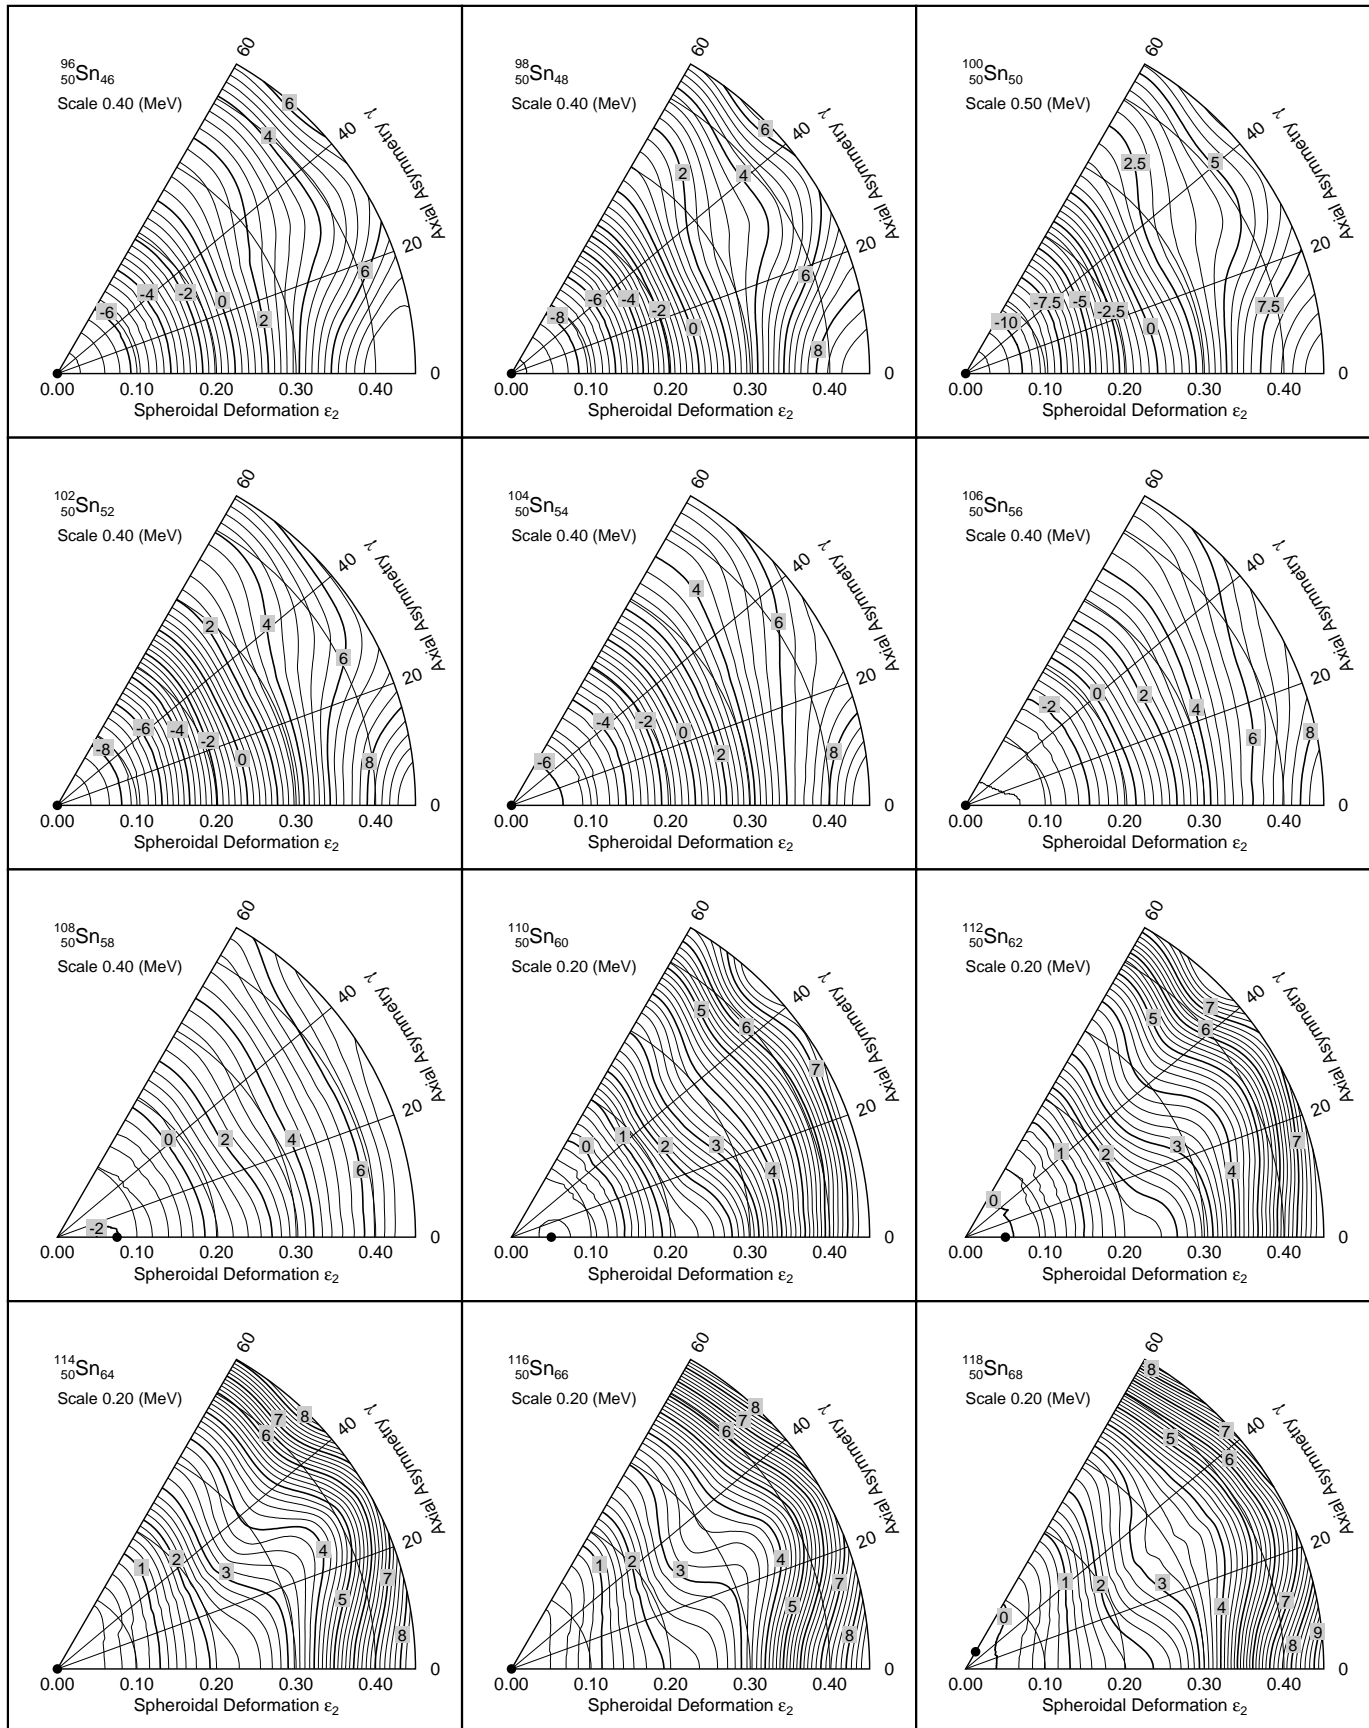 96
50Sn46
Scale 0.40 (MeV)
60
40
20
0
Axial Asymmetry γ
6
4
6
-6
-4
-2
0
2
0.00 0.10 0.20 0.30 0.40
Spheroidal Deformation ε2
98
50Sn48
Scale 0.40 (MeV)
60
40
20
0
Axial Asymmetry γ
6
2
4
6
-8
-6
-4
-2
0
8
0.00 0.10 0.20 0.30 0.40
Spheroidal Deformation ε2
100
50Sn50
Scale 0.50 (MeV)
60
40
20
0
Axial Asymmetry γ
2.5
5
7.5
-10
-7.5
-5
-2.5
0
0.00 0.10 0.20 0.30 0.40
Spheroidal Deformation ε2
102
50Sn52
Scale 0.40 (MeV)
60
40
20
0
Axial Asymmetry γ
2
4
6
-8
-6
-4
-2
0
8
0.00 0.10 0.20 0.30 0.40
Spheroidal Deformation ε2
104
50Sn54
Scale 0.40 (MeV)
60
40
20
0
Axial Asymmetry γ
4
6
-6
-4
-2
0
2
8
0.00 0.10 0.20 0.30 0.40
Spheroidal Deformation ε2
106
50Sn56
Scale 0.40 (MeV)
60
40
20
0
Axial Asymmetry γ
-2
0
2
4
6
8
0.00 0.10 0.20 0.30 0.40
Spheroidal Deformation ε2
108
50Sn58
Scale 0.40 (MeV)
60
40
20
0
Axial Asymmetry γ
-2
0
2
4
6
0.00 0.10 0.20 0.30 0.40
Spheroidal Deformation ε2
110
50Sn60
Scale 0.20 (MeV)
60
40
20
0
Axial Asymmetry γ
5
6
7
0
1
2
3
4
0.00 0.10 0.20 0.30 0.40
Spheroidal Deformation ε2
112
50Sn62
Scale 0.20 (MeV)
60
40
20
0
Axial Asymmetry γ
7
5
6
0
1
2
3
4
7
0.00 0.10 0.20 0.30 0.40
Spheroidal Deformation ε2
114
50Sn64
Scale 0.20 (MeV)
60
40
20
0
Axial Asymmetry γ
8
7
6
1
2
3
4
5
7
8
0.00 0.10 0.20 0.30 0.40
Spheroidal Deformation ε2
116
50Sn66
Scale 0.20 (MeV)
60
40
20
0
Axial Asymmetry γ
8
7
6
1
2
3
4
5
7
8
0.00 0.10 0.20 0.30 0.40
Spheroidal Deformation ε2
118
50Sn68
Scale 0.20 (MeV)
60
40
20
0
Axial Asymmetry γ
8
7
5
6
0
1
2
3
4
7
8
9
0.00 0.10 0.20 0.30 0.40
Spheroidal Deformation ε2